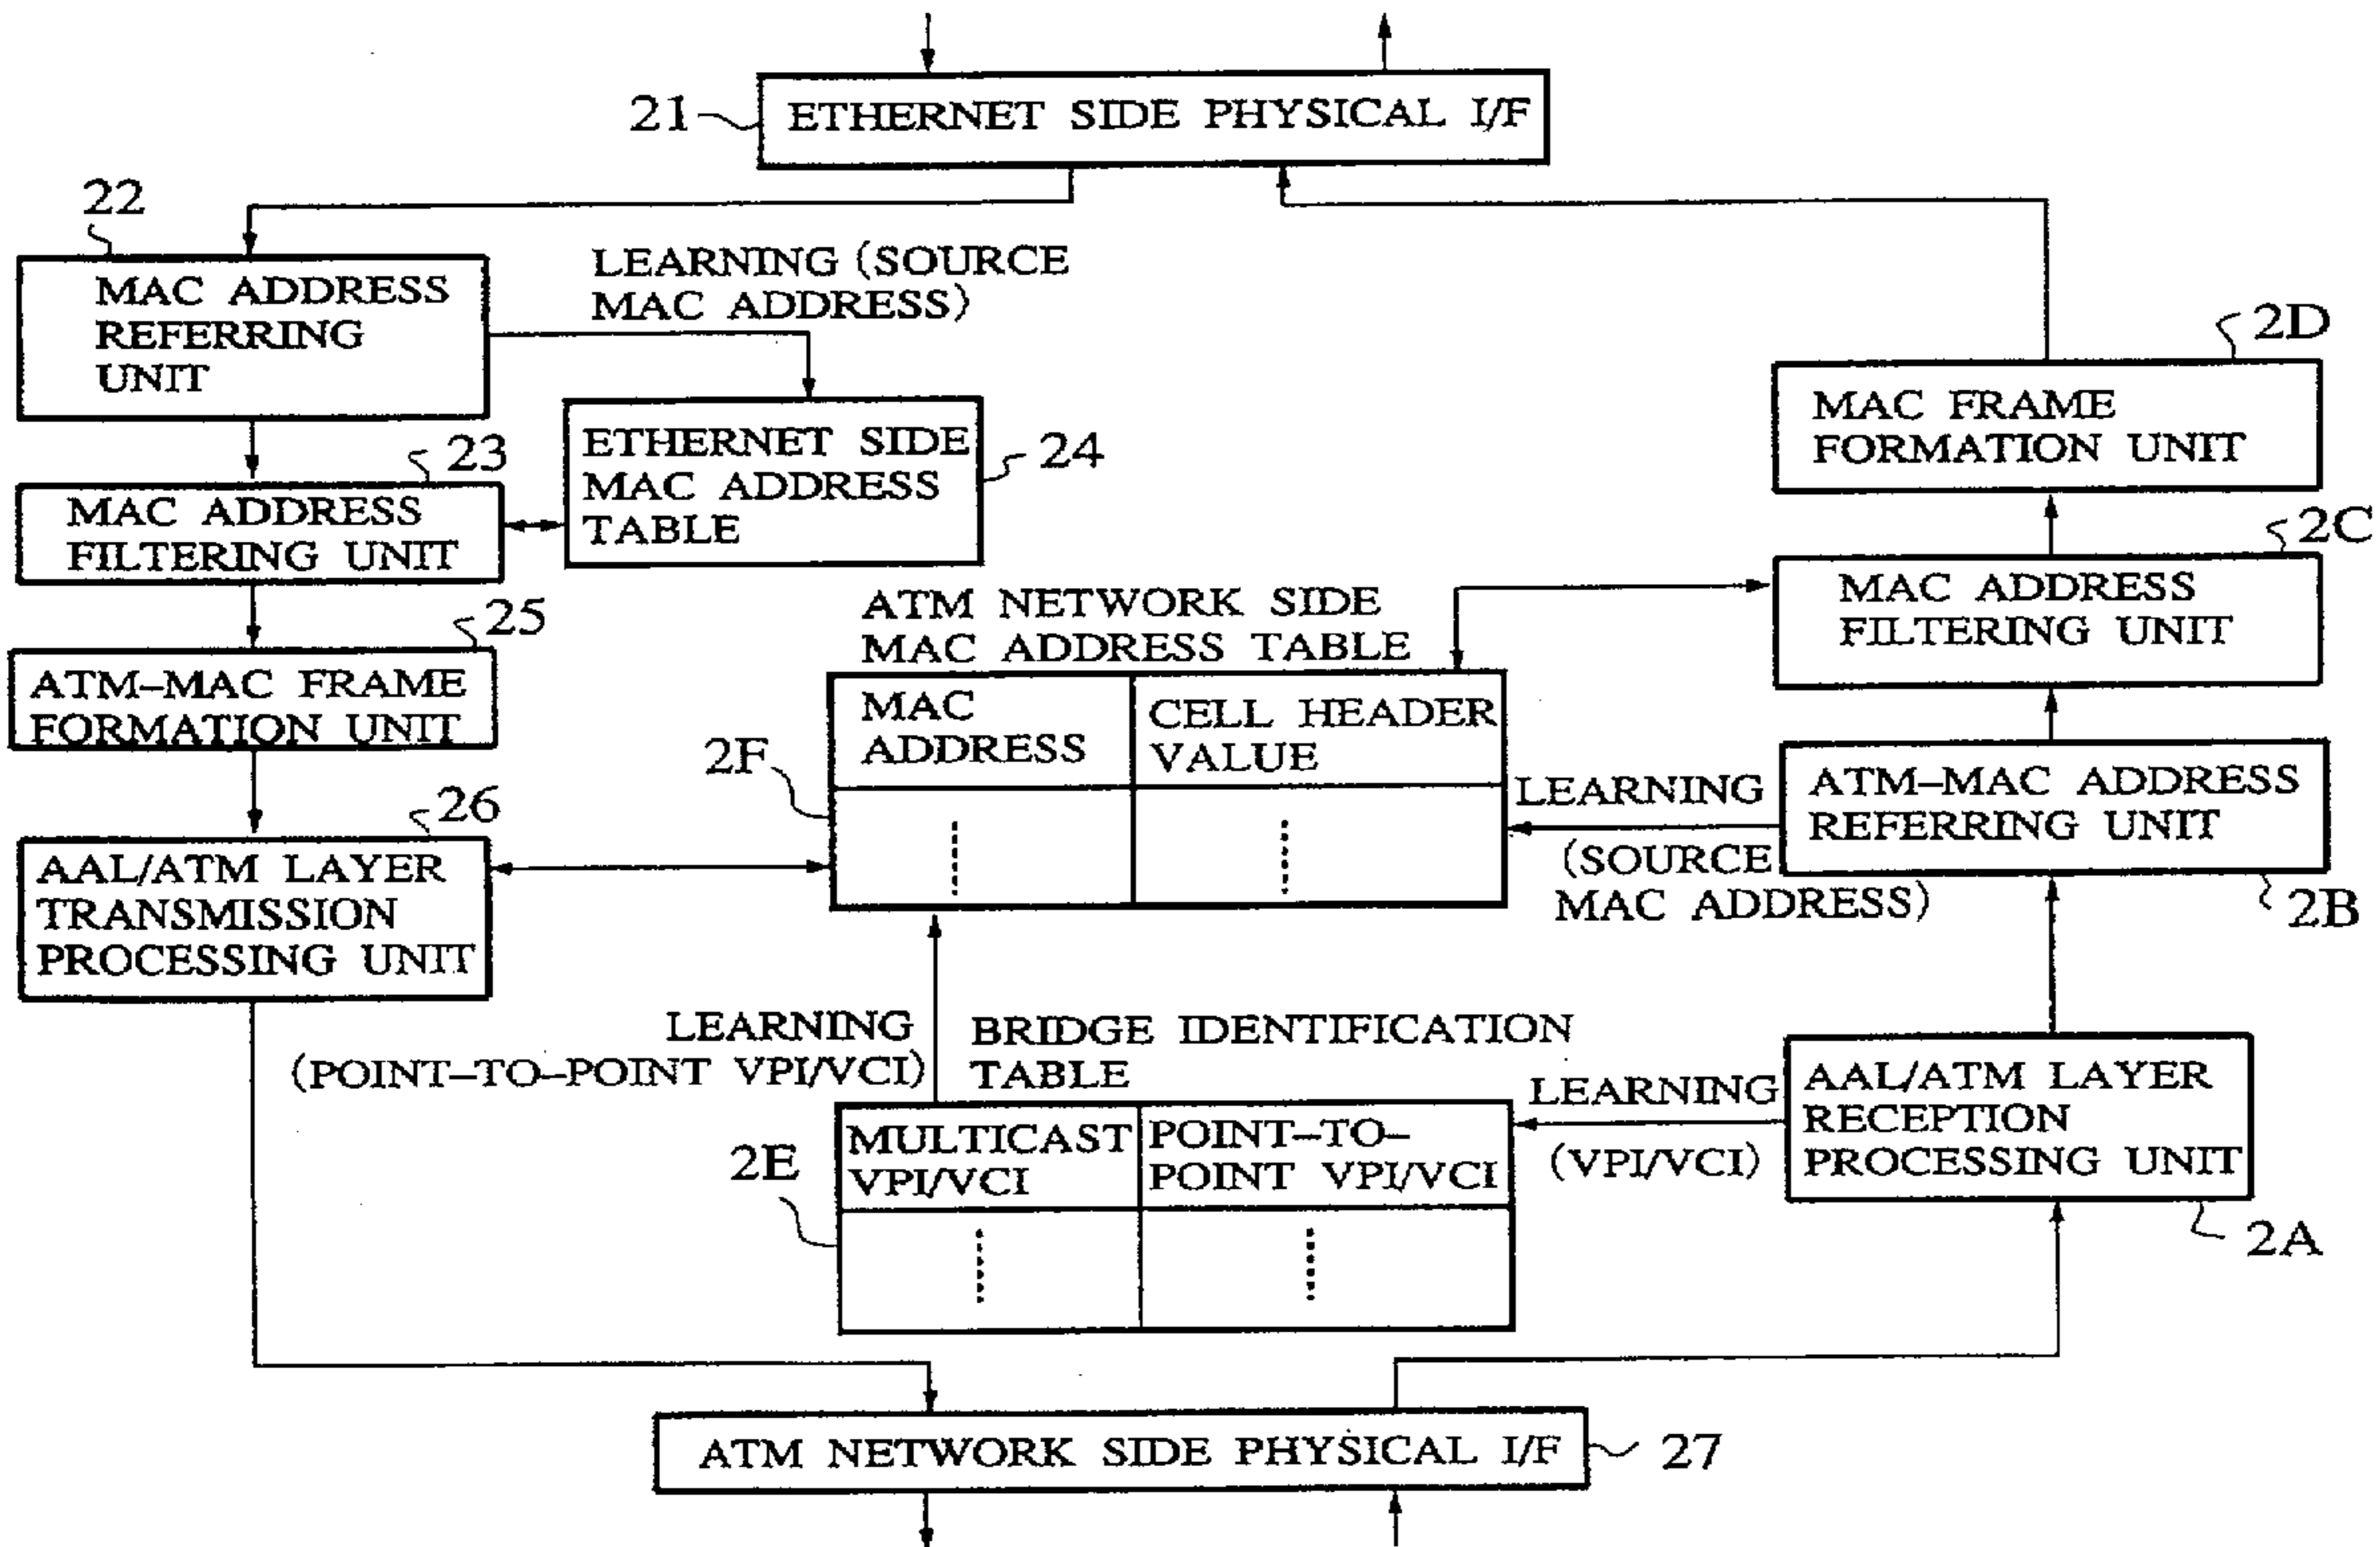 21
ETHERNET SIDE PHYSICAL I/F
22
MAC ADDRESS
REFERRING
UNIT
LEARNING (SOURCE
MAC ADDRESS)
2D
MAC FRAME
FORMATION UNIT
23
MAC ADDRESS
FILTERING UNIT
ETHERNET SIDE
MAC ADDRESS
TABLE
24
2C
MAC ADDRESS
FILTERING UNIT
25
ATM-MAC FRAME
FORMATION UNIT
ATM NETWORK SIDE
MAC ADDRESS TABLE
MAC
ADDRESS
CELL HEADER
VALUE
2F
LEARNING
(SOURCE
MAC ADDRESS)
ATM-MAC ADDRESS
REFERRING UNIT
2B
26
AAL/ATM LAYER
TRANSMISSION
PROCESSING UNIT
LEARNING
(POINT-TO-POINT VPI/VCI)
BRIDGE IDENTIFICATION
TABLE
MULTICAST
VPI/VCI
POINT-TO-
POINT VPI/VCI
2E
LEARNING
(VPI/VCI)
AAL/ATM LAYER
RECEPTION
PROCESSING UNIT
2A
ATM NETWORK SIDE PHYSICAL I/F
27